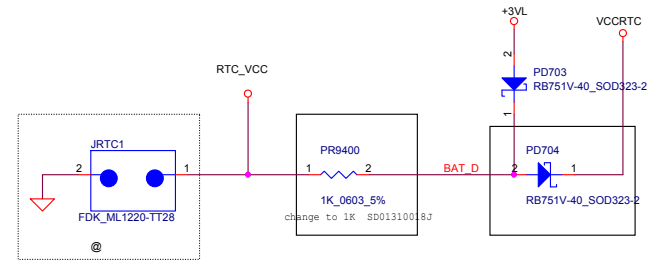 +3VL
VCCRTC
2
PD703
RB751V-40_SOD323-2
1
RTC_VCC
JRTC1
2
1
FDK_ML1220-TT28
@
PR9400
1
2
1K_0603_5%
change to 1K SD01310018J
BAT_D
PD704
2
1
RB751V-40_SOD323-2